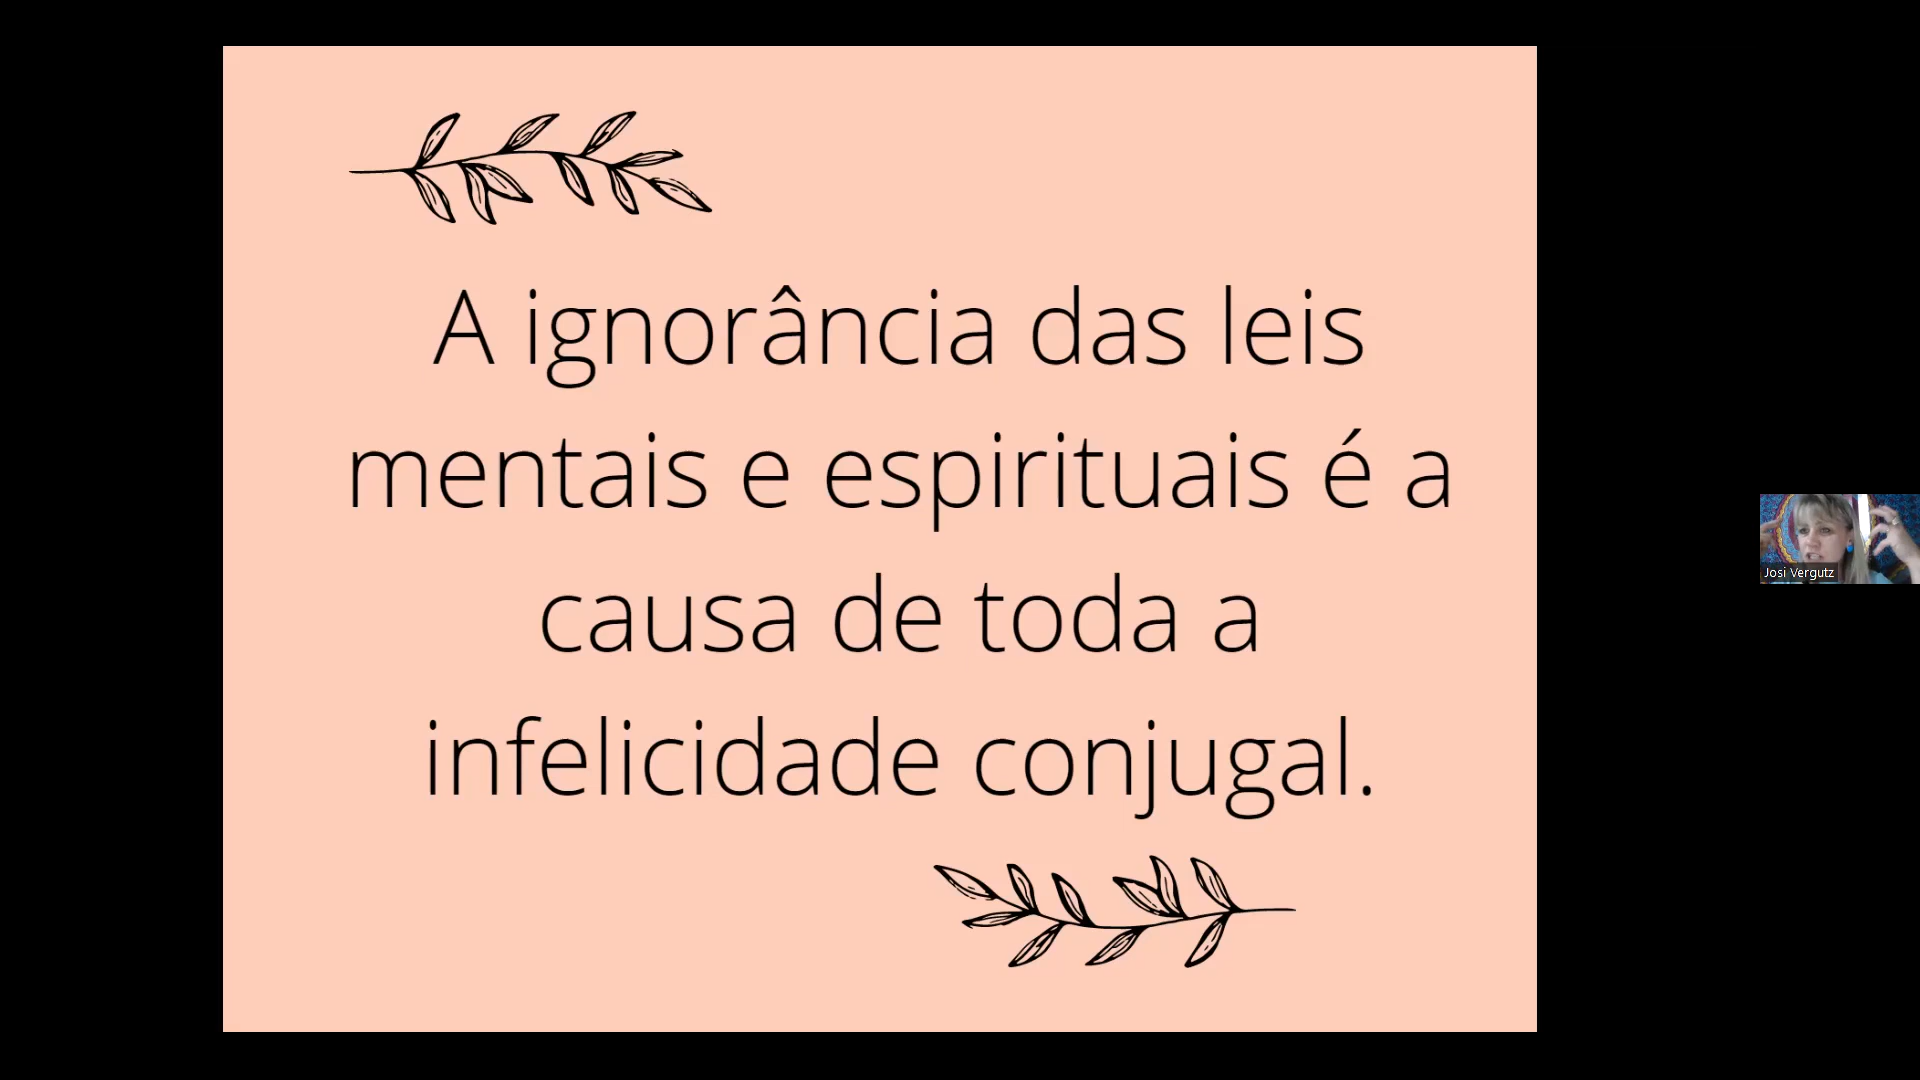 A ignorância das leis
mentais e espirituais é a
causa de toda a
infelicidade conjugal.
Josi Vergutz